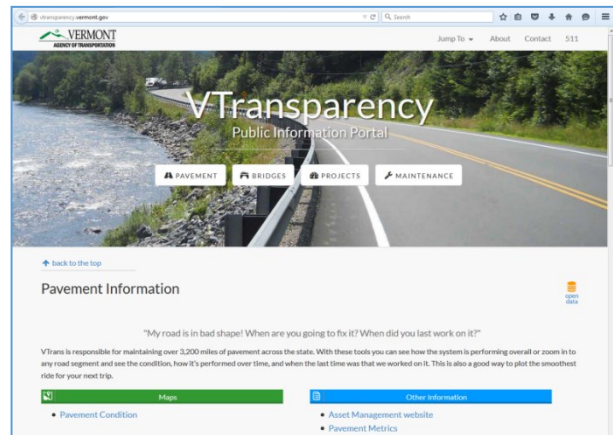 vtransparency.vermont.gov
Search
VERMONT
AGENCY OF TRANSPORTATION
Jump To
About
Contact
511
VTransparency
Public Information Portal
PAVEMENT
BRIDGES
PROJECTS
MAINTENANCE
back to the top
Pavement Information
open
data
"My road is in bad shape! When are you going to fix it? When did you last work on it?"
VTrans is responsible for maintaining over 3,200 miles of pavement across the state. With these tools you can see how the system is performing overall or zoom in to
any road segment and see the condition, how it's performed over time, and when the last time was that we worked on it. This is also a good way to plot the smoothest
ride for your next trip.
Maps
Other Information
• Pavement Condition
• Asset Management website
• Pavement Metrics